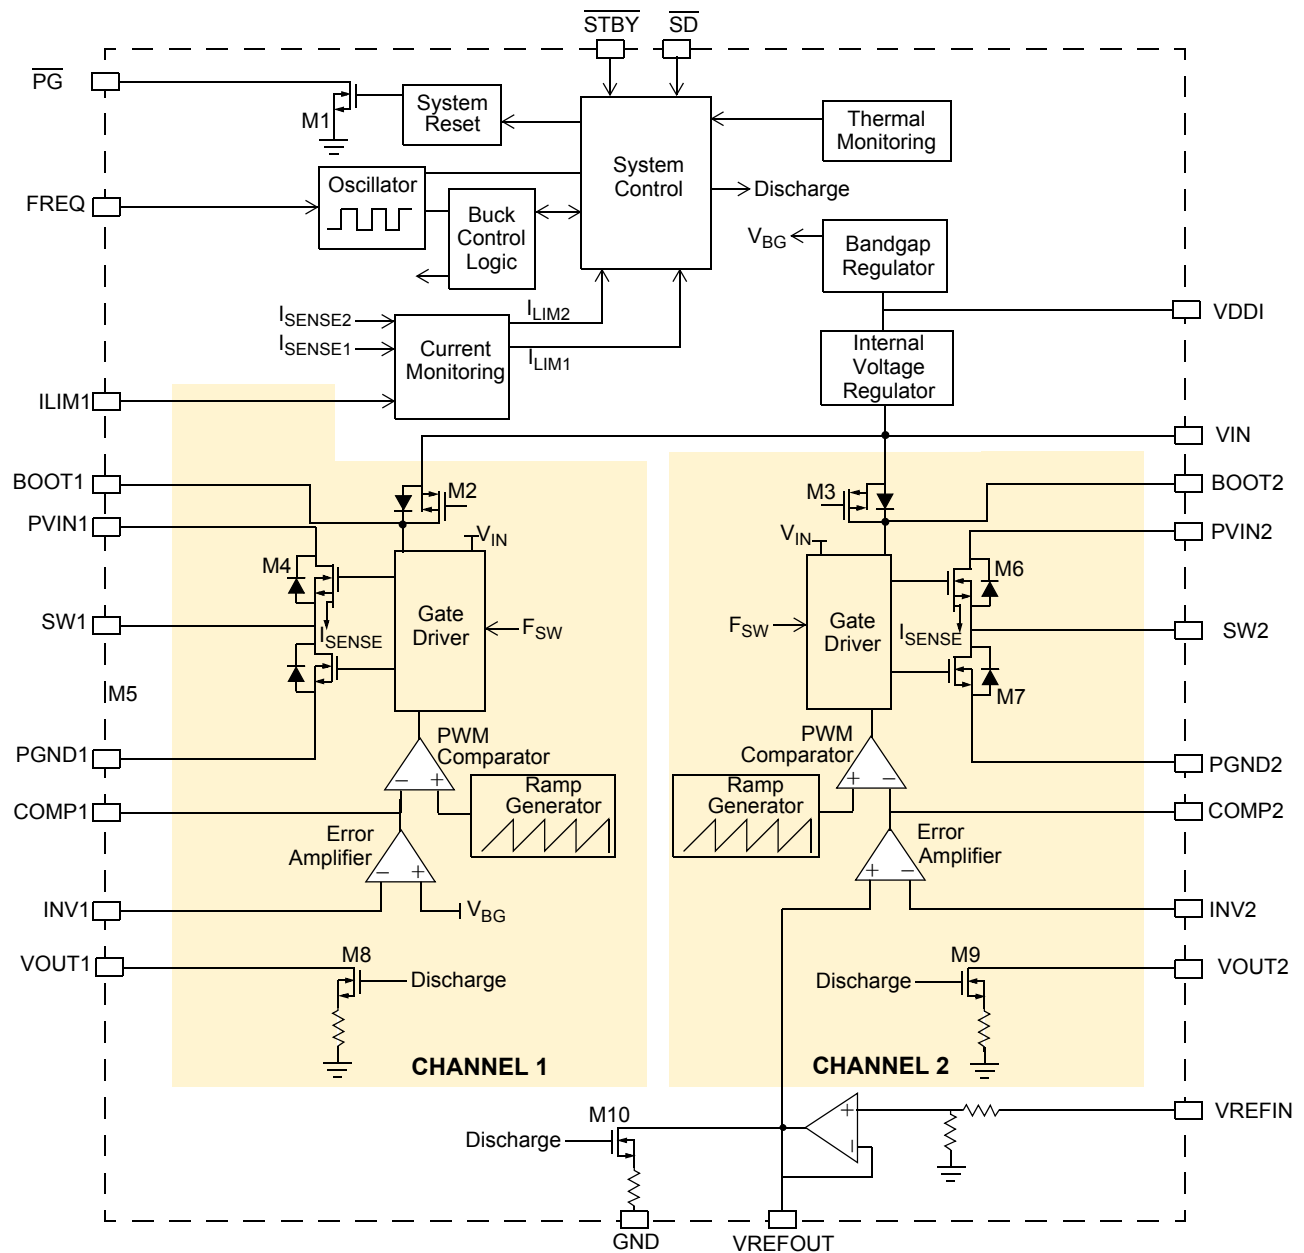 STBY SD
PG
System
Reset
M1
System
Control
Thermal
Monitoring
FREQ
Oscillator
Buck
Control
Logic
Discharge
VBG
Bandgap
Regulator
ISENSE2
ISENSE1
ILIM2
ILIM1
Current
Monitoring
Internal
Voltage
Regulator
VDDI
ILIM1
VIN
BOOT1
M2
M3
BOOT2
PVIN1
VIN
VIN
PVIN2
M4
M6
SW1
ISENSE
Gate
Driver
FSW
FSW
Gate
Driver
ISENSE
SW2
M5
M7
PGND1
PWM
Comparator
PWM
Comparator
PGND2
COMP1
− +
Ramp
Generator
Ramp
Generator
+ −
COMP2
Error
Amplifier
− +
Error
Amplifier
+ −
INV1
VBG
INV2
VOUT1
M8
Discharge
Discharge
M9
VOUT2
CHANNEL 1
CHANNEL 2
M10
Discharge
+
−
VREFIN
GND
VREFOUT